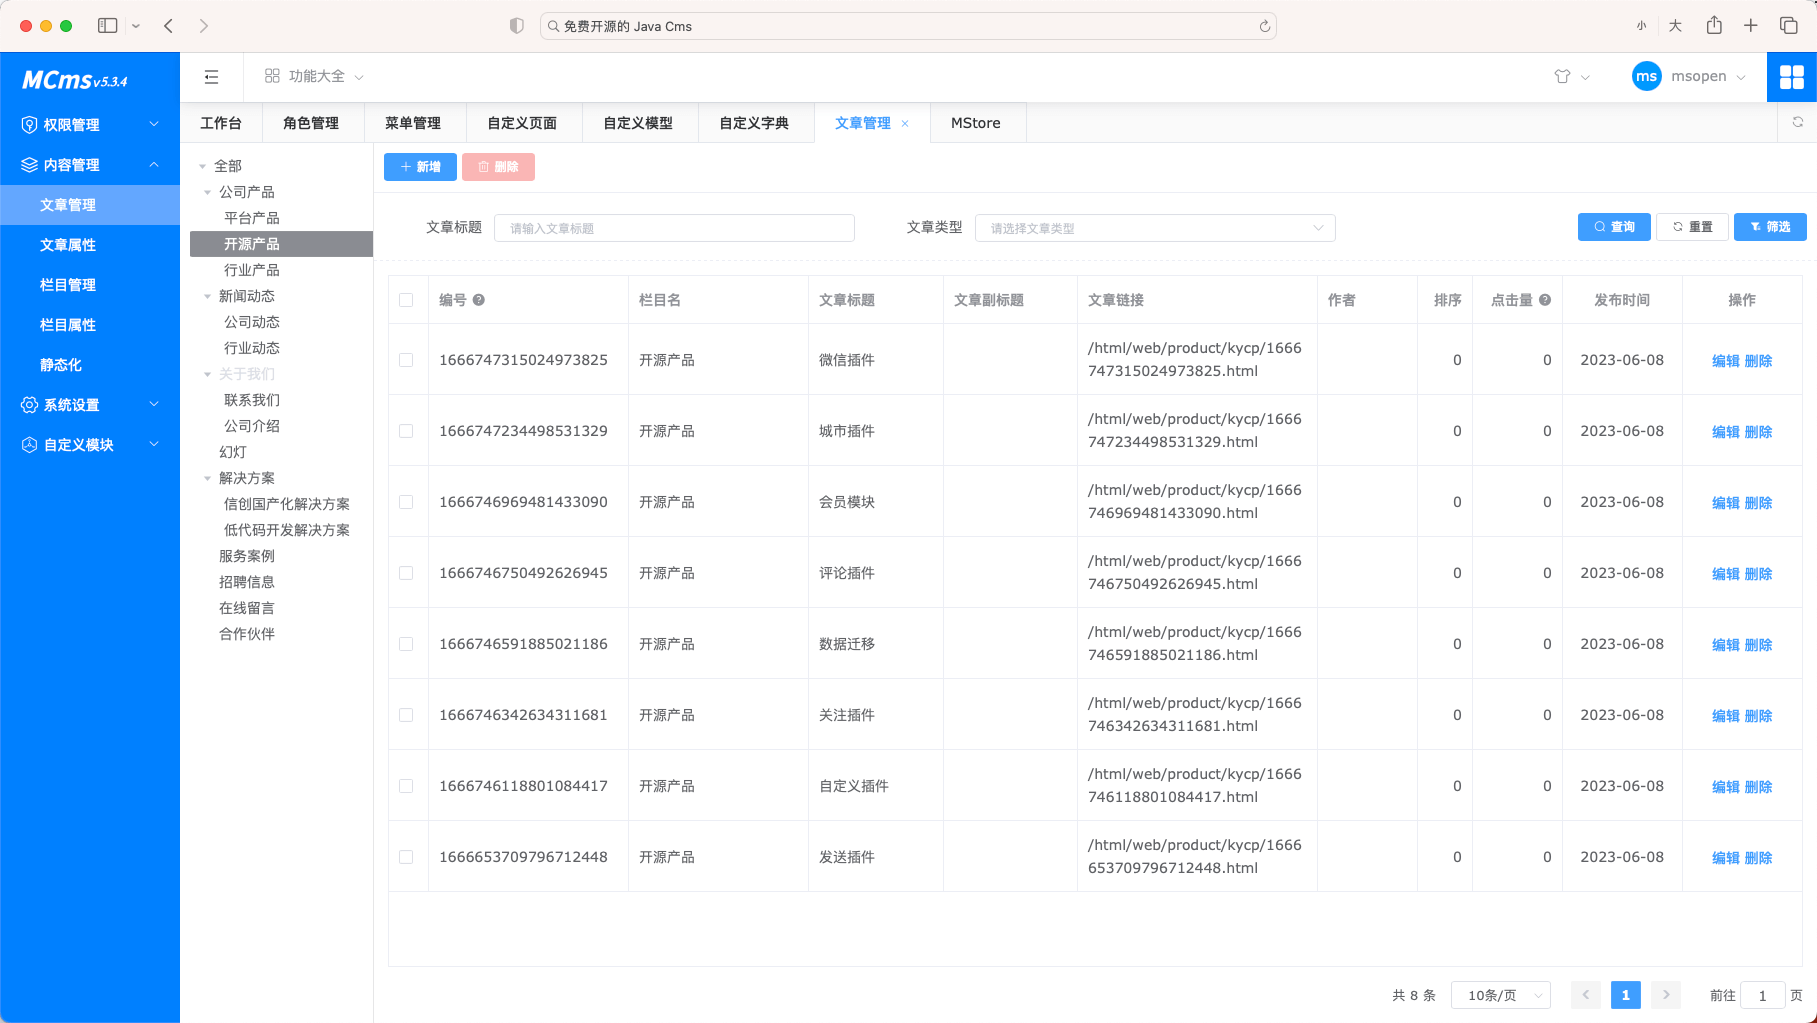 免费开源的 Java Cms
小
大
MCms v5.3.4
功能大全
ms
msopen
权限管理
内容管理
文章管理
文章属性
栏目管理
栏目属性
静态化
系统设置
自定义模块
工作台
角色管理
菜单管理
自定义页面
自定义模型
自定义字典
文章管理
MStore
全部
公司产品
平台产品
开源产品
行业产品
新闻动态
公司动态
行业动态
关于我们
联系我们
公司介绍
幻灯
解决方案
信创国产化解决方案
低代码开发解决方案
服务案例
招聘信息
在线留言
合作伙伴
新增
删除
文章标题
请输入文章标题
文章类型
请选择文章类型
查询
重置
筛选
编号 栏目名 文章标题 文章副标题 文章链接 作者 排序 点击量 发布时间 操作
1666747315024973825 开源产品 微信插件 /html/web/product/kycp/1666 0 0 2023-06-08 编辑 删除
747315024973825.html
1666747234498531329 开源产品 城市插件 /html/web/product/kycp/1666 0 0 2023-06-08 编辑 删除
747234498531329.html
1666746969481433090 开源产品 会员模块 /html/web/product/kycp/1666 0 0 2023-06-08 编辑 删除
746969481433090.html
1666746750492626945 开源产品 评论插件 /html/web/product/kycp/1666 0 0 2023-06-08 编辑 删除
746750492626945.html
1666746591885021186 开源产品 数据迁移 /html/web/product/kycp/1666 0 0 2023-06-08 编辑 删除
746591885021186.html
1666746342634311681 开源产品 关注插件 /html/web/product/kycp/1666 0 0 2023-06-08 编辑 删除
746342634311681.html
1666746118801084417 开源产品 自定义插件 /html/web/product/kycp/1666 0 0 2023-06-08 编辑 删除
746118801084417.html
1666653709796712448 开源产品 发送插件 /html/web/product/kycp/1666 0 0 2023-06-08 编辑 删除
653709796712448.html
共 8 条 10条/页 1 前往 1 页